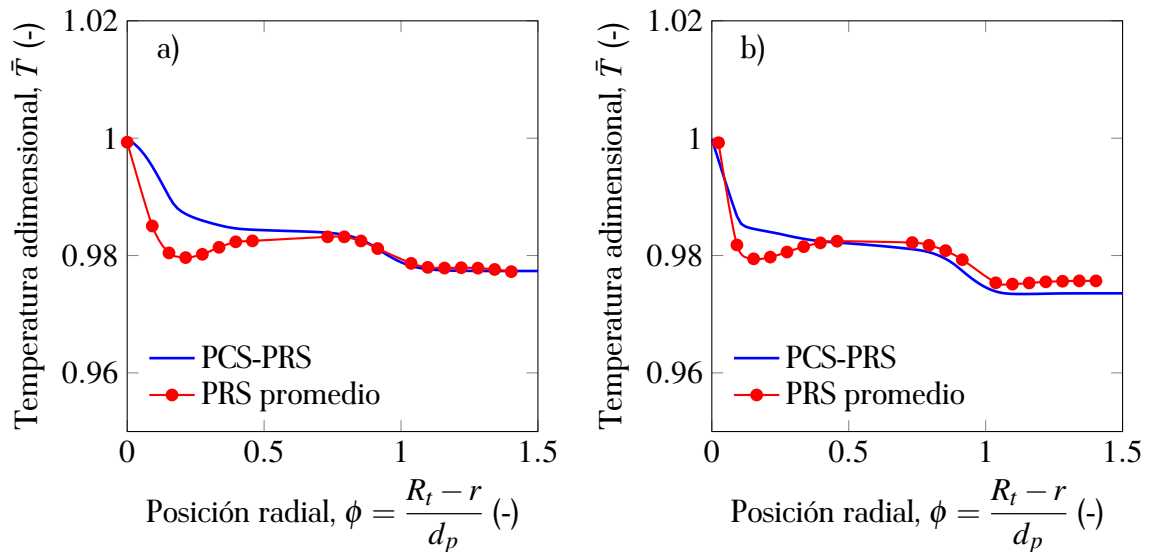 a)
Temperatura adimensional, T̄ (-)
1.02
1
0.98
0.96
PCS-PRS
PRS promedio
0 0.5 1 1.5
Posición radial, ϕ = \frac{R_t − r}{d_p} (-)
b)
Temperatura adimensional, T̄ (-)
1.02
1
0.98
0.96
PCS-PRS
PRS promedio
0 0.5 1 1.5
Posición radial, ϕ = \frac{R_t − r}{d_p} (-)